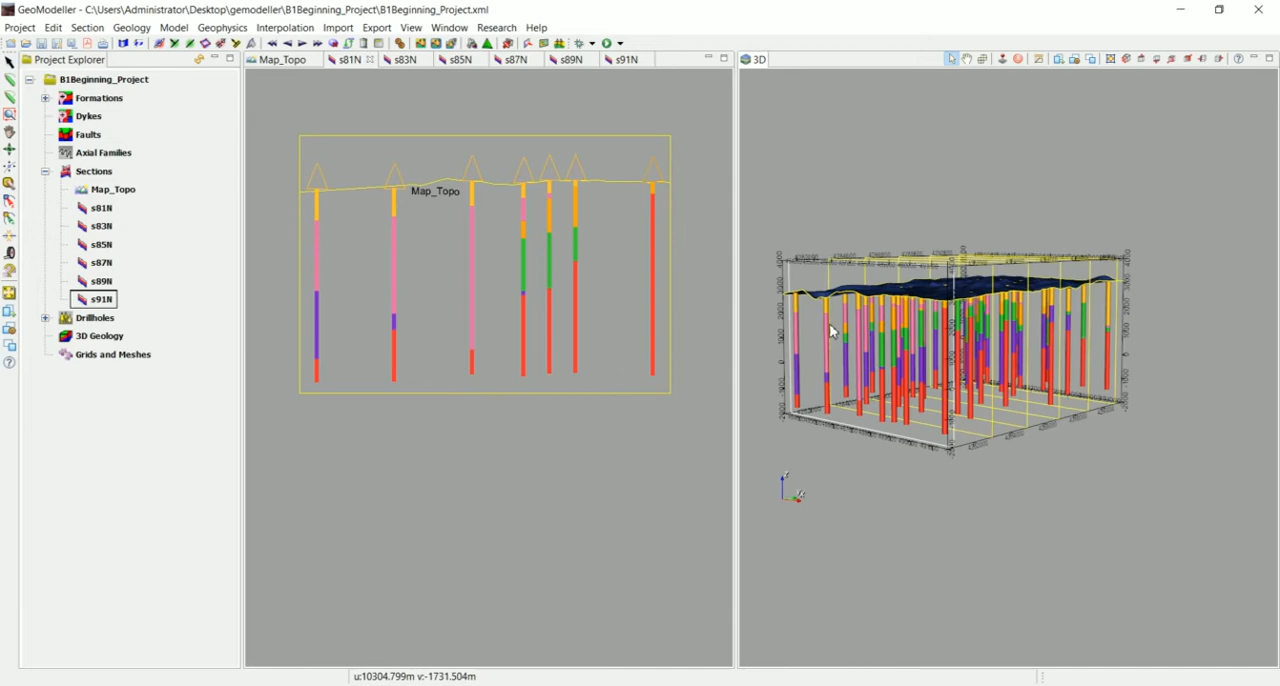 GeoModeller - C:\Users\Administrator\Desktop\gemodeller\B1Beginning_Project\B1Beginning_Project.xml
Project Edit Section Geology Geophysics Model Interpolation Import Export View Window Research Help
Project Explorer
Map_Topo s81N s83N s85N s87N s89N s91N
3D
B1Beginning_Project
Formations
Dykes
Faults
Axial Families
Sections
Map_Topo
s81N
s83N
s85N
s87N
s89N
s91N
Drillholes
3D Geology
Grids and Meshes
Map_Topo
u:10304.799m v:-1731.504m